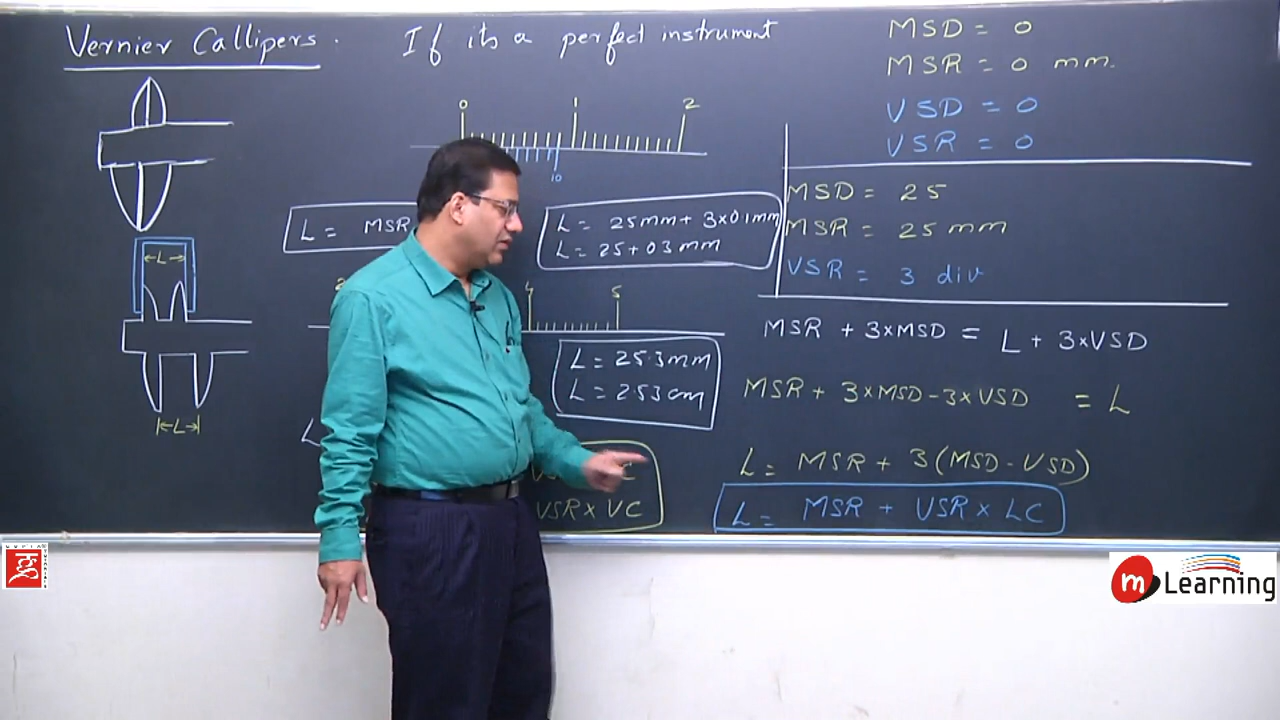 Vernier Callipers. If its a perfect instrument
0 1 2
10
L = MSR
L = 25mm + 3×0.1mm
L = 25 + 0.3 mm
4 5
L = 25.3mm
L = 2.53 cm
L
VSR × VC
←L→
←L→
MSD = 0
MSR = 0 mm.
VSD = 0
VSR = 0
MSD = 25
MSR = 25 mm
VSR = 3 div
MSR + 3×MSD = L + 3×VSD
MSR + 3×MSD - 3×VSD = L
L = MSR + 3(MSD - VSD)
L = MSR + VSR × LC
m Learning